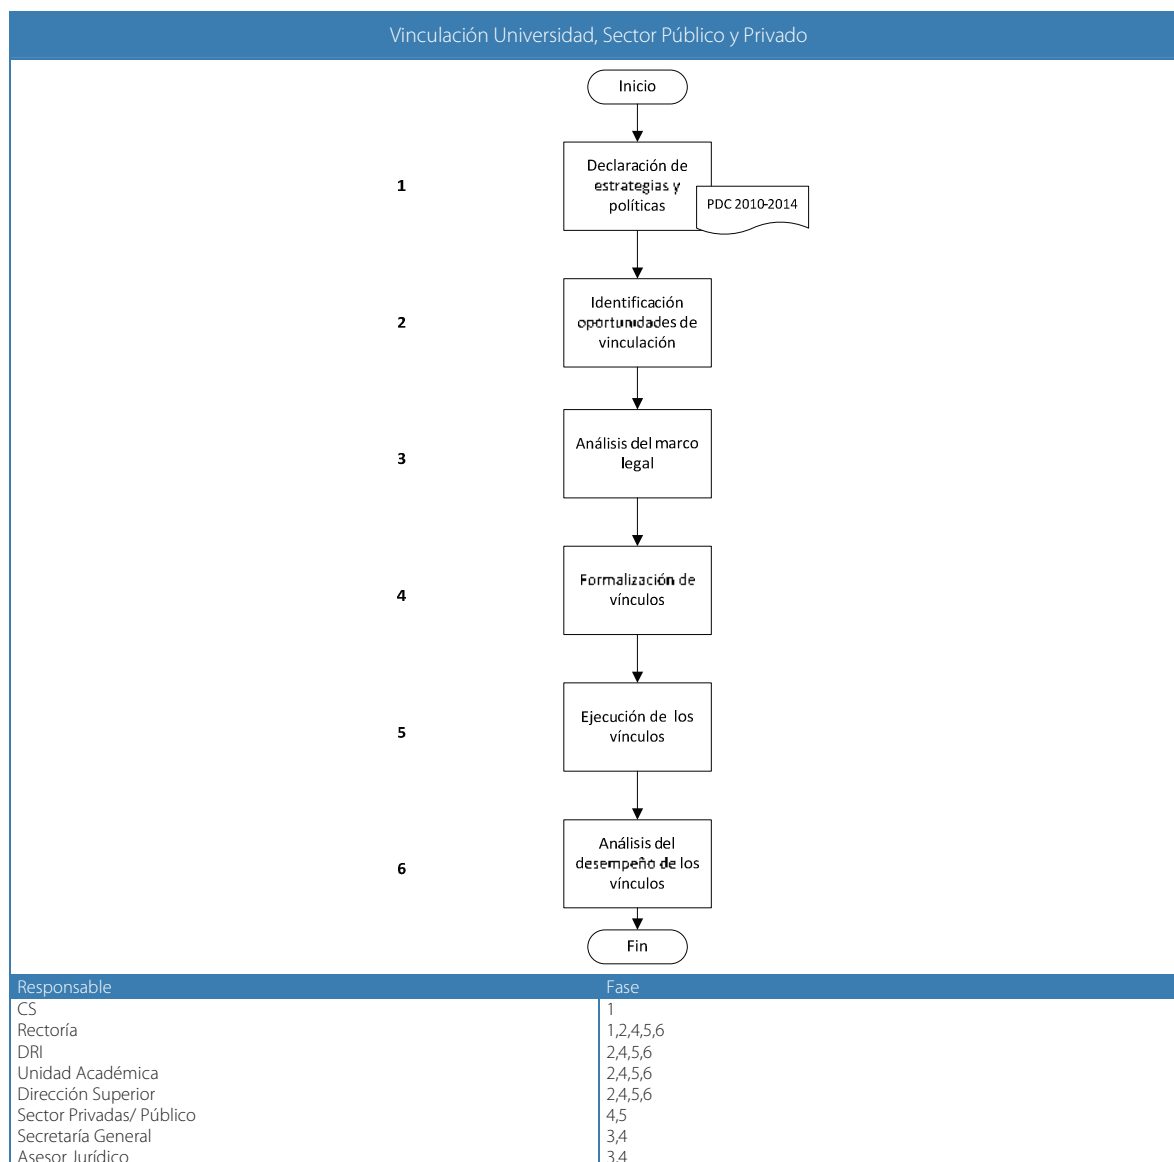 Vinculación Universidad, Sector Público y Privado
Inicio
1
Declaración de
estrategias y
políticas
PDC 2010-2014
2
Identificación
oportunidades de
vinculación
3
Análisis del marco
legal
4
Formalización de
vínculos
5
Ejecución de los
vínculos
6
Análisis del
desempeño de los
vínculos
Fin
Responsable Fase
CS 1
Rectoría 1,2,4,5,6
DRI 2,4,5,6
Unidad Académica 2,4,5,6
Dirección Superior 2,4,5,6
Sector Privadas/ Público 4,5
Secretaría General 3,4
Asesor Jurídico 3,4